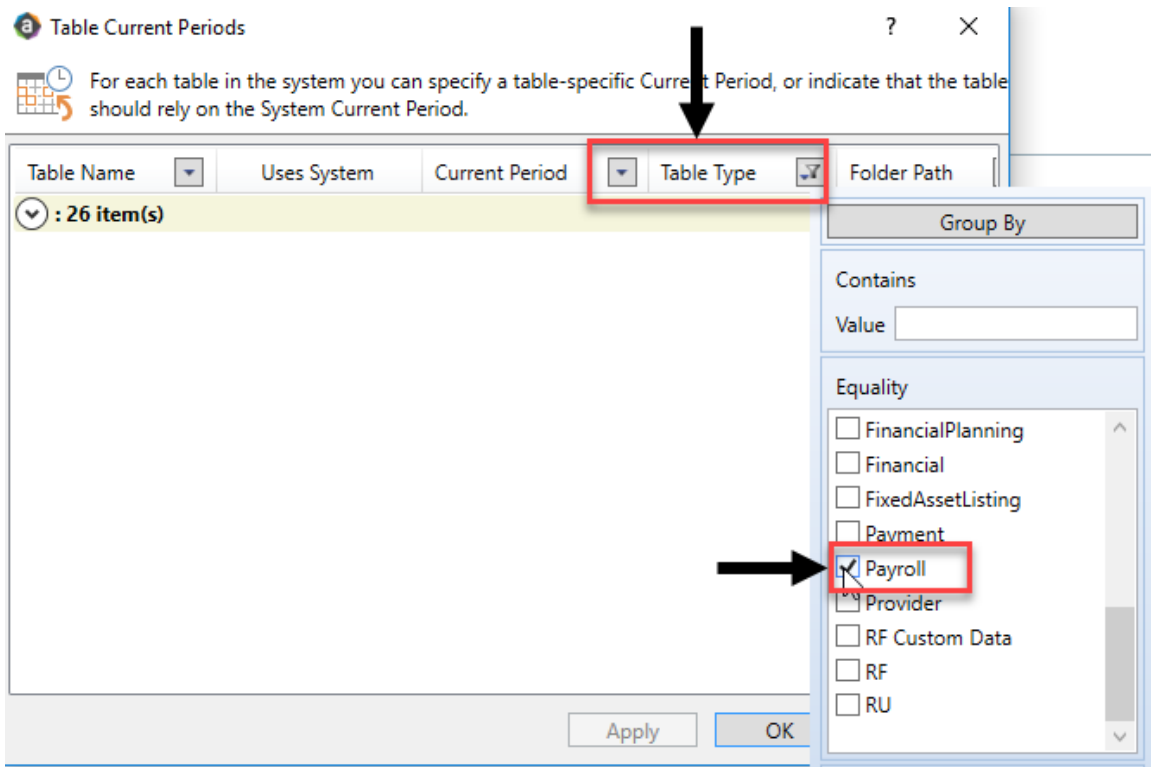 Table Current Periods
?
For each table in the system you can specify a table-specific Current Period, or indicate that the table
should rely on the System Current Period.
Table Name Uses System Current Period Table Type Folder Path
: 26 item(s)
Group By
Contains
Value
Equality
FinancialPlanning
Financial
FixedAssetListing
Payment
Payroll
Provider
RF Custom Data
RF
RU
Apply OK